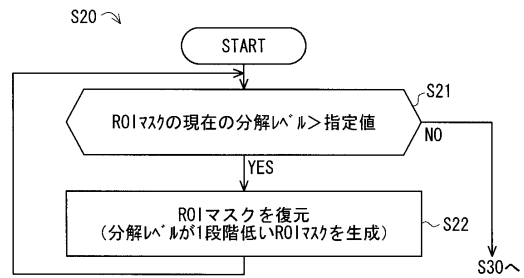 S20
START
S21
ROIマスクの現在の分解レベル＞指定値
NO
YES
ROIマスクを復元
（分解レベルが1段階低いROIマスクを生成）
S22
S30へ